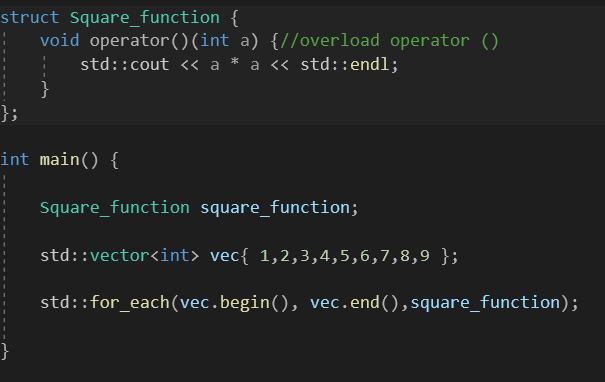 struct Square_function {
void operator()(int a) {//overload operator ()
std::cout << a * a << std::endl;
}
};
int main() {
Square_function square_function;
std::vector<int> vec{ 1,2,3,4,5,6,7,8,9 };
std::for_each(vec.begin(), vec.end(),square_function);
}